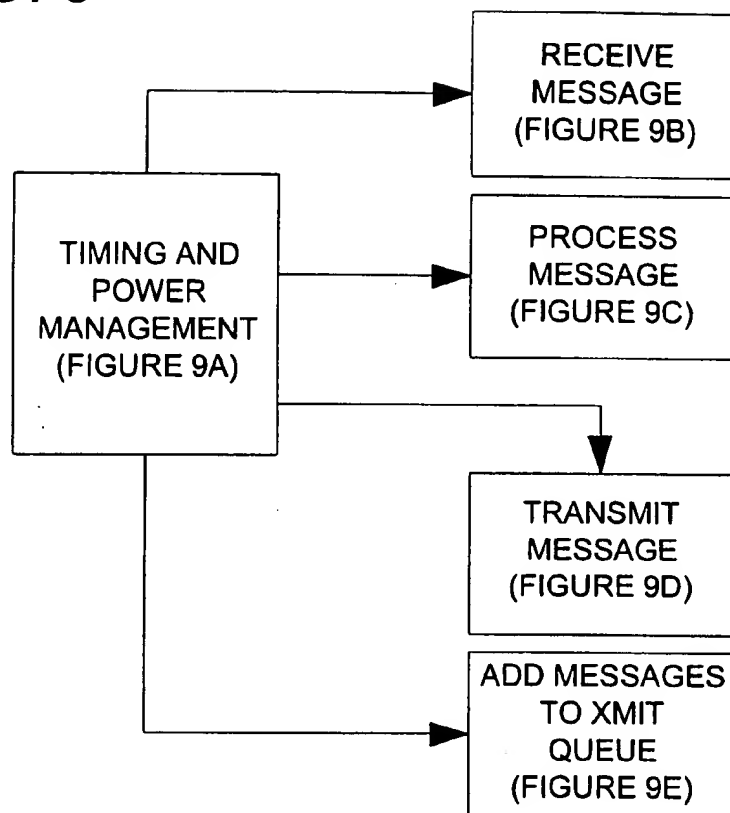 RECEIVE
MESSAGE
(FIGURE 9B)
TIMING AND
POWER
MANAGEMENT
(FIGURE 9A)
PROCESS
MESSAGE
(FIGURE 9C)
TRANSMIT
MESSAGE
(FIGURE 9D)
ADD MESSAGES
TO XMIT
QUEUE
(FIGURE 9E)